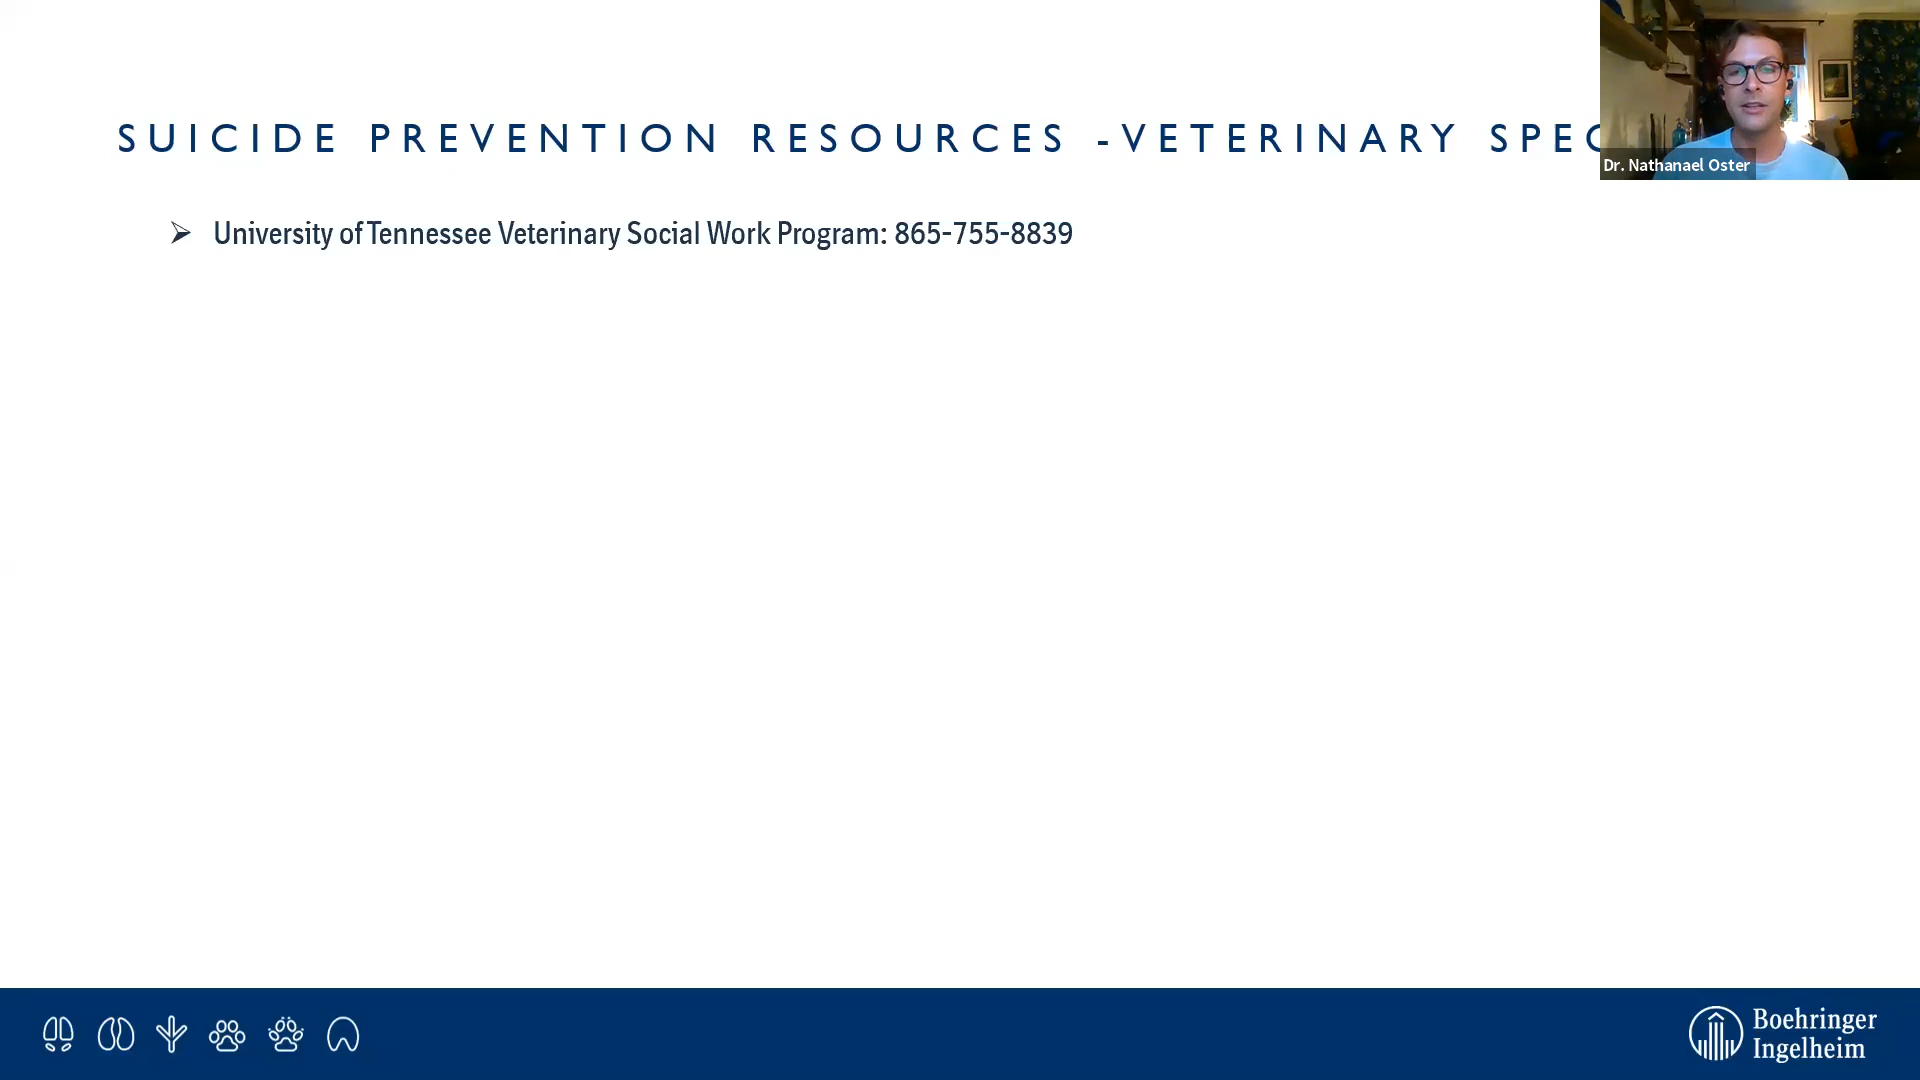 SUICIDE PREVENTION RESOURCES -VETERINARY SPEC
Dr. Nathanael Oster
➢ University of Tennessee Veterinary Social Work Program: 865-755-8839
Boehringer
Ingelheim